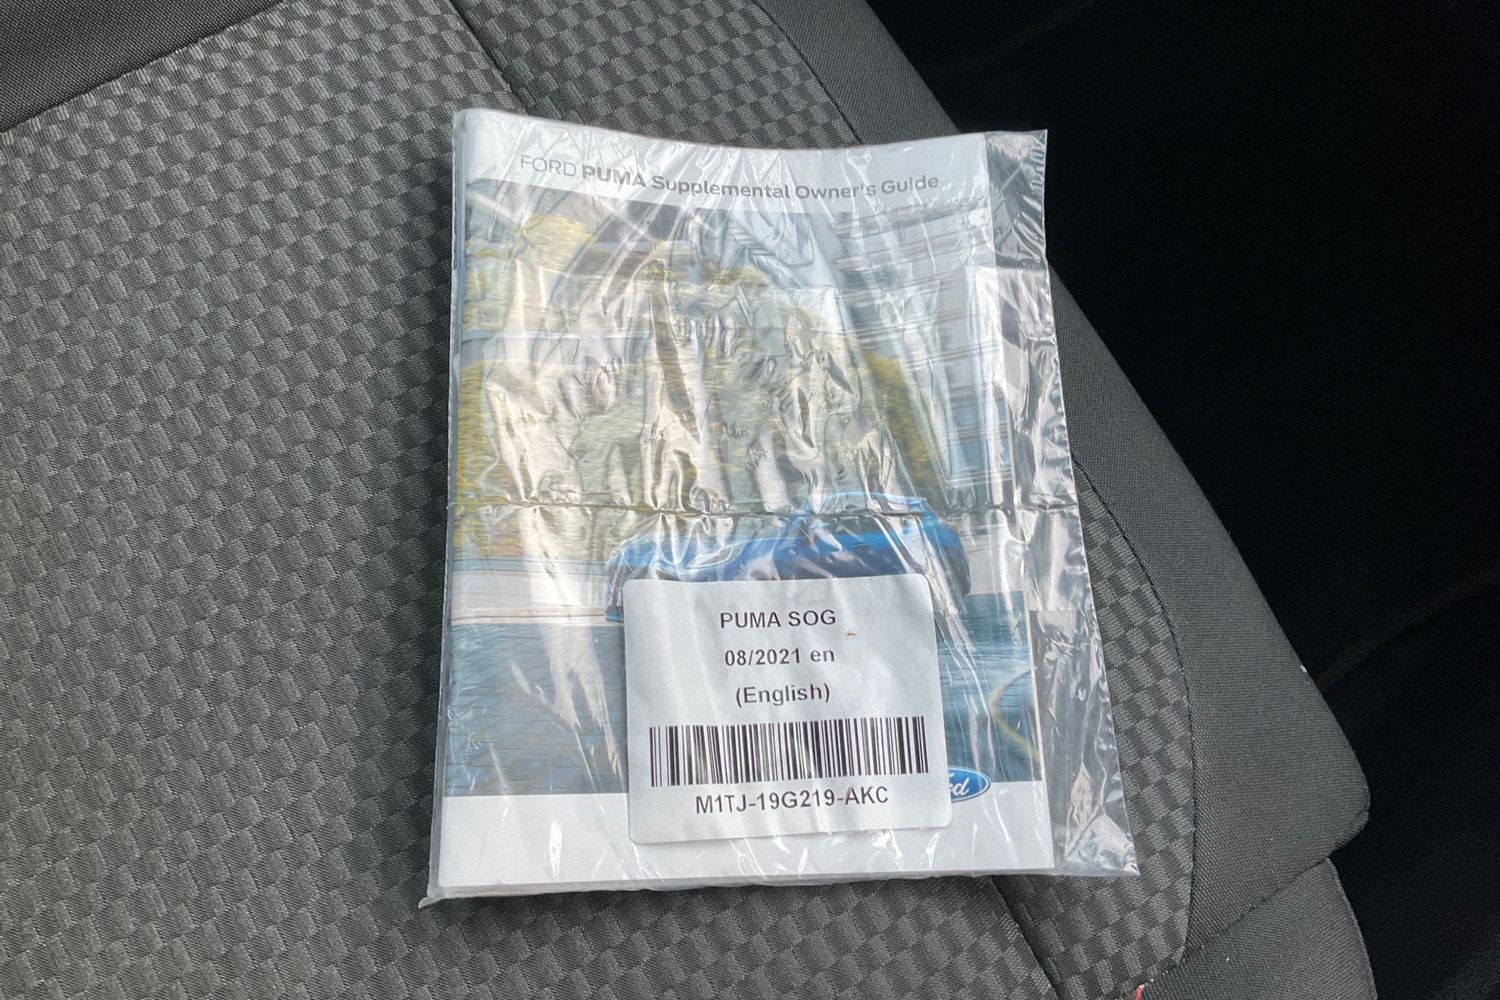 FORD PUMA Supplemental Owner's Guide
PUMA SOG
08/2021 en
(English)
M1TJ-19G219-AKC